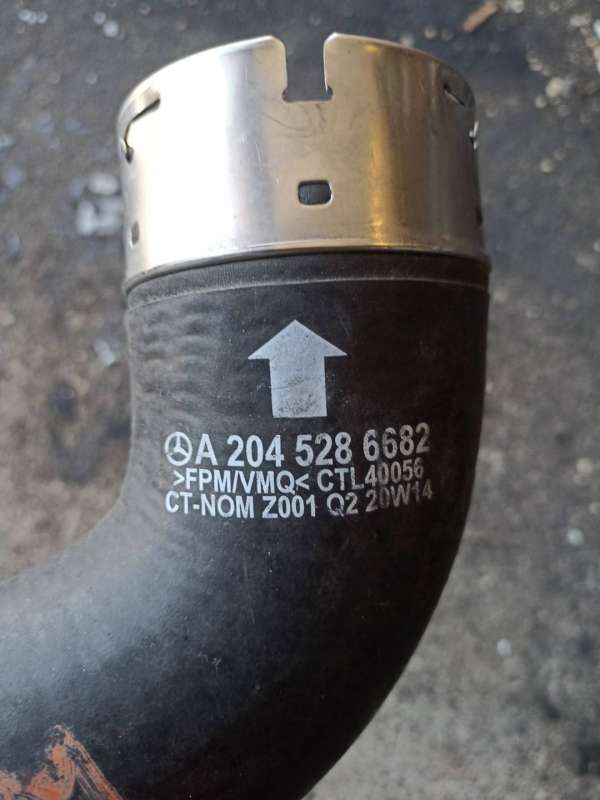 A 204 528 6682
>FPM/VMQ< CTL40056
CT-NOM Z001 Q2 20W14